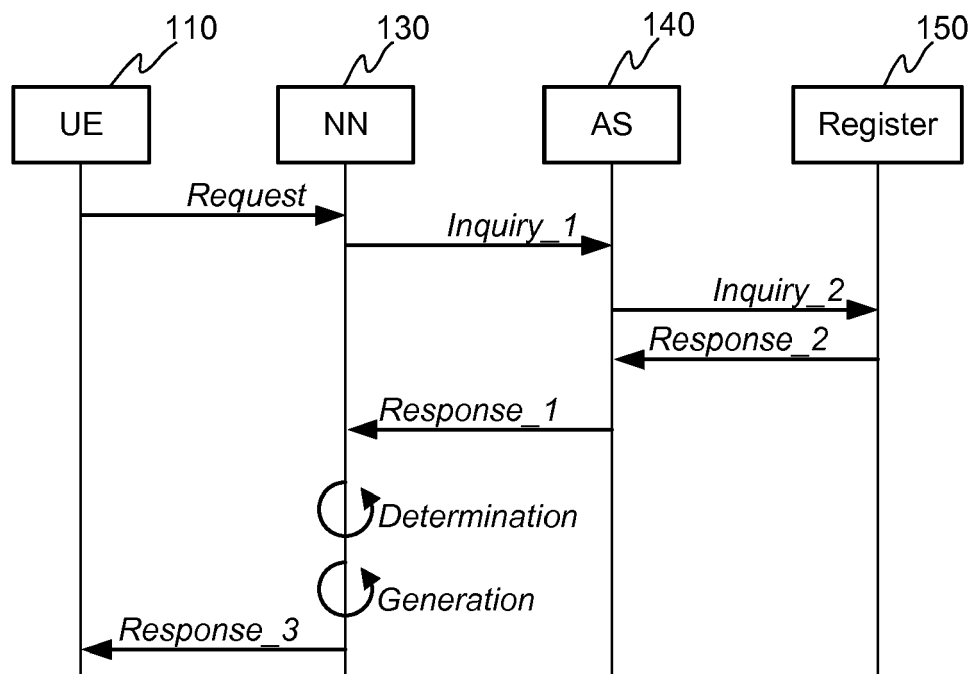 110 130 140 150
UE NN AS Register
Request
Inquiry_1
Inquiry_2
Response_2
Response_1
Determination
Generation
Response_3